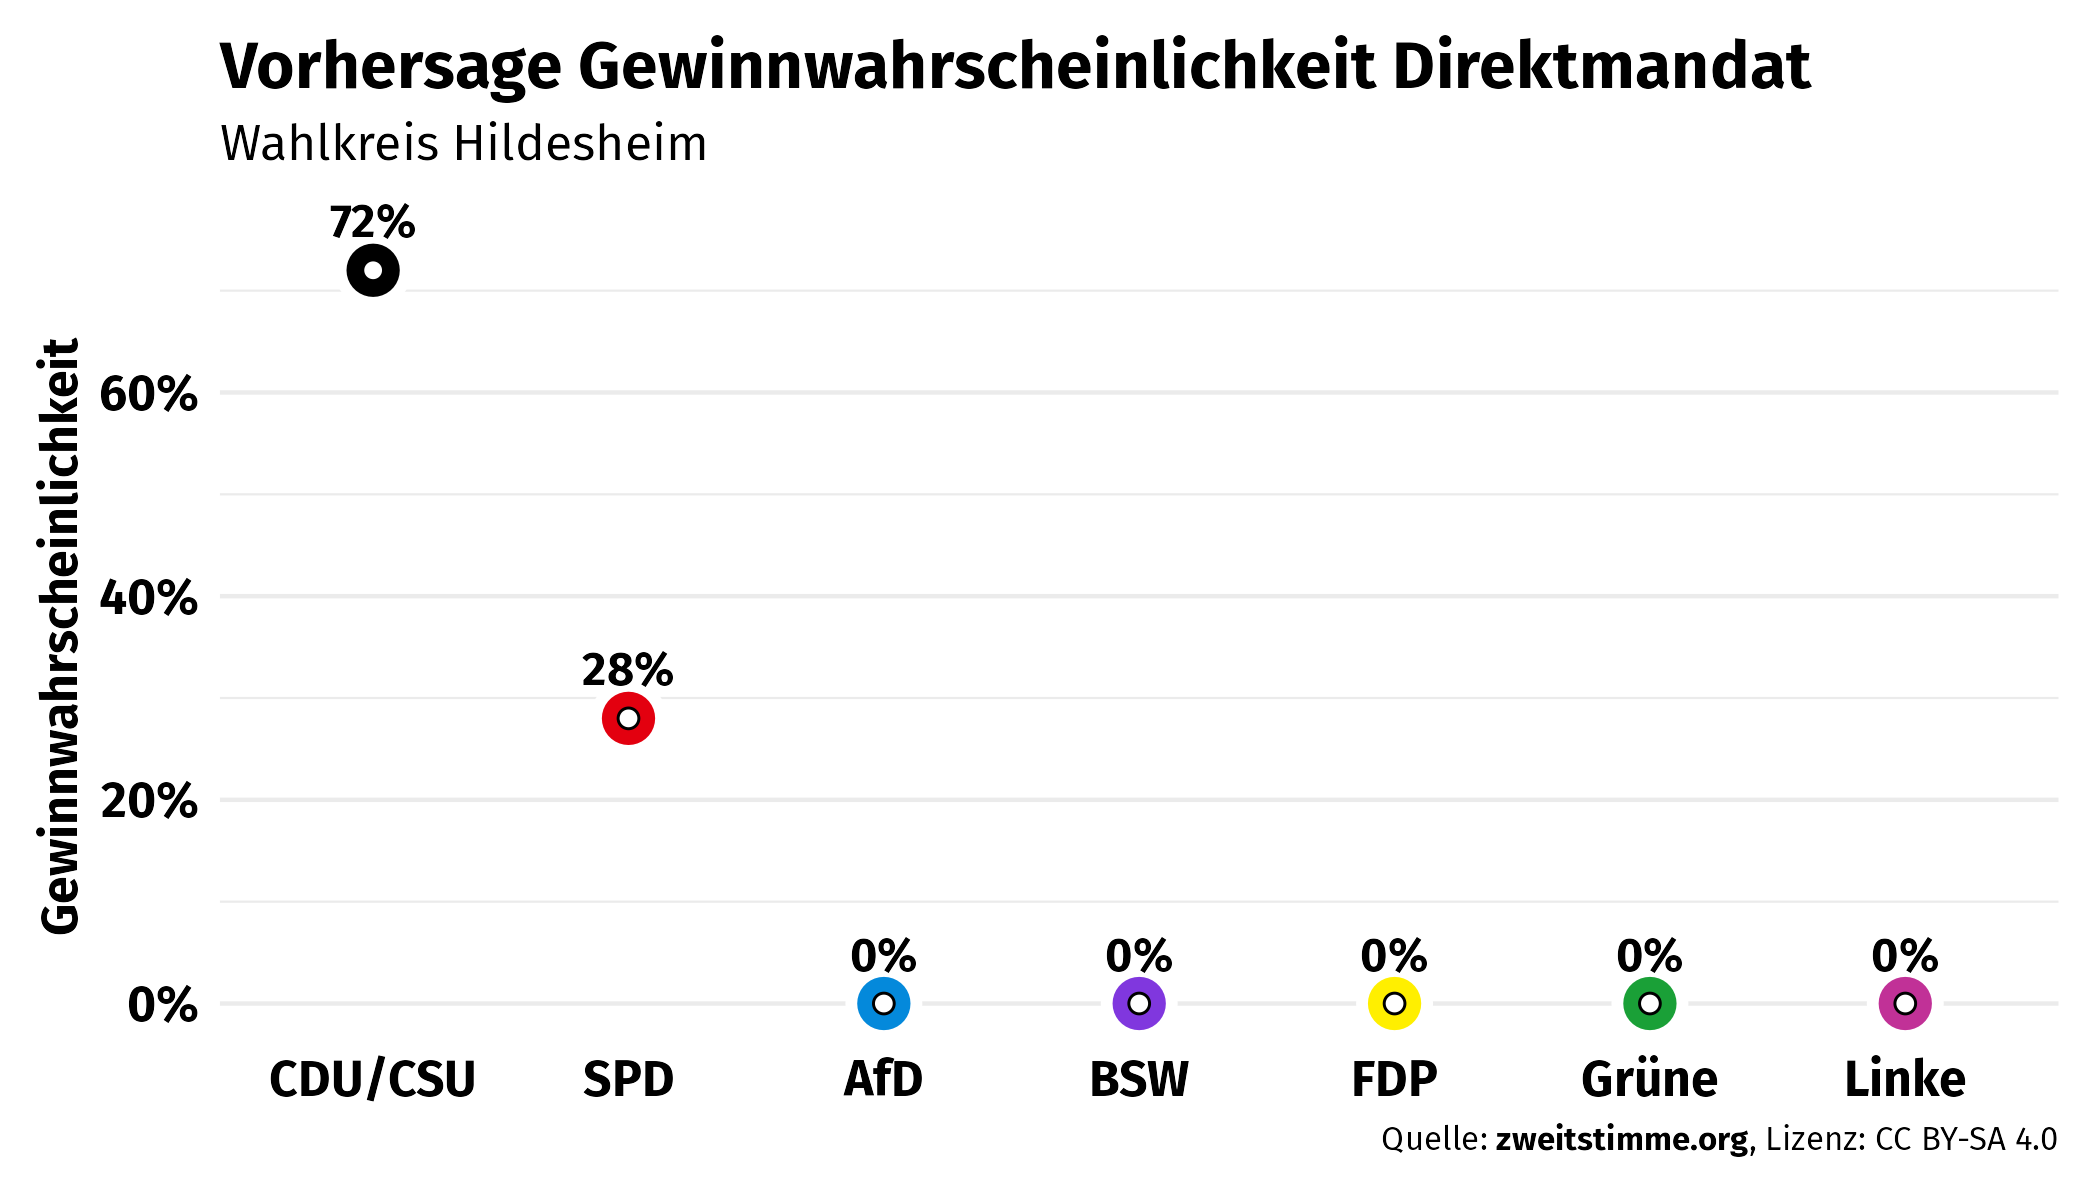 Vorhersage Gewinnwahrscheinlichkeit Direktmandat
Wahlkreis Hildesheim
Gewinnwahrscheinlichkeit
72%
60%
40%
28%
20%
0% 0% 0% 0% 0%
0%
CDU/CSU SPD AfD BSW FDP Grüne Linke
Quelle: zweitstimme.org, Lizenz: CC BY-SA 4.0